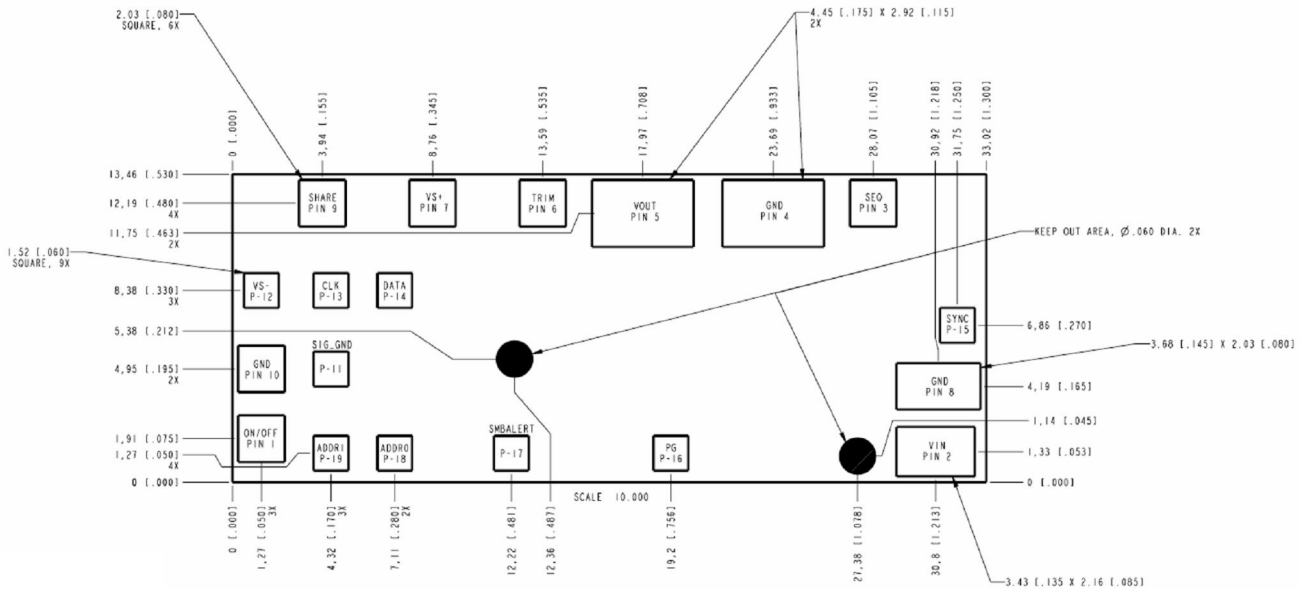 2.03 [.080]
SQUARE, 6X
4.45 [.175] X 2.92 [.115]
2X
0 [.000]
3,94 [.155]
8,76 [.345]
13,59 [.535]
17,97 [.708]
23,69 [.933]
28,07 [1.105]
30,92 [1.218]
31,75 [1.250]
33,02 [1.300]
13,46 [.530]
12,19 [.480]
4X
11,75 [.463]
2X
SHARE
PIN 9
VS+
PIN 7
TRIM
PIN 6
VOUT
PIN 5
GND
PIN 4
SEQ
PIN 3
KEEP OUT AREA, Ø.060 DIA. 2X
1.52 [.060]
SQUARE, 9X
8,38 [.330]
3X
VS-
P-12
CLK
P-13
DATA
P-14
SYNC
P-15
6,86 [.270]
5,38 [.212]
3.68 [.145] X 2.03 [.080]
SIG_GND
P-11
4,95 [.195]
2X
GND
PIN 10
GND
PIN 8
4,19 [.165]
1,14 [.045]
1,91 [.075]
1,27 [.050]
4X
ON/OFF
PIN 1
ADDR1
P-19
ADDR0
P-18
SMBALERT
P-17
PG
P-16
VIN
PIN 2
1,33 [.053]
0 [.000]
0 [.000]
SCALE 10.000
0 [.000]
1,27 [.050]
3X
4,32 [.170]
3X
7,11 [.280]
2X
12,22 [.481]
12,36 [.487]
19,2 [.756]
27,38 [1.078]
30,8 [1.213]
3.43 [.135 X 2.16 [.085]